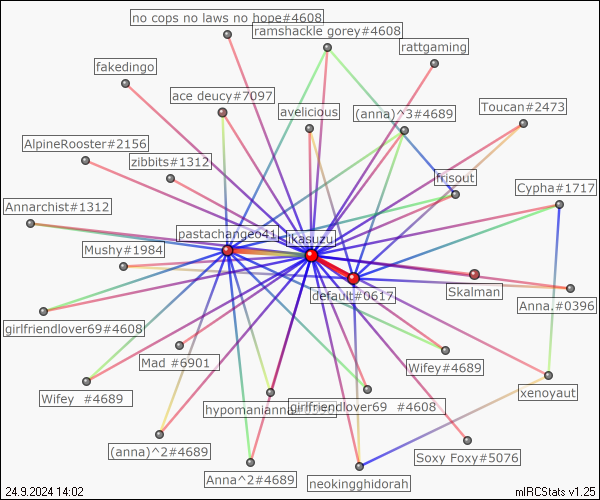 no cops no laws no hope#4608
ramshackle gorey#4608
rattgaming
fakedingo
ace deucy#7097
avelicious
(anna)^3#4689
Toucan#2473
AlpineRooster#2156
zibbits#1312
frisout
Cypha#1717
Annarchist#1312
pastachangeo41
ikasuzu
Mushy#1984
default#0617
Skalman
Anna.#0396
girlfriendlover69#4608
Mad #6901
Wifey#4689
xenoyaut
Wifey #4689
hypomanianna
girlfriendlover69 #4608
(anna)^2#4689
Anna^2#4689
neokingghidorah
Soxy Foxy#5076
24.9.2024 14:02
mIRCStats v1.25